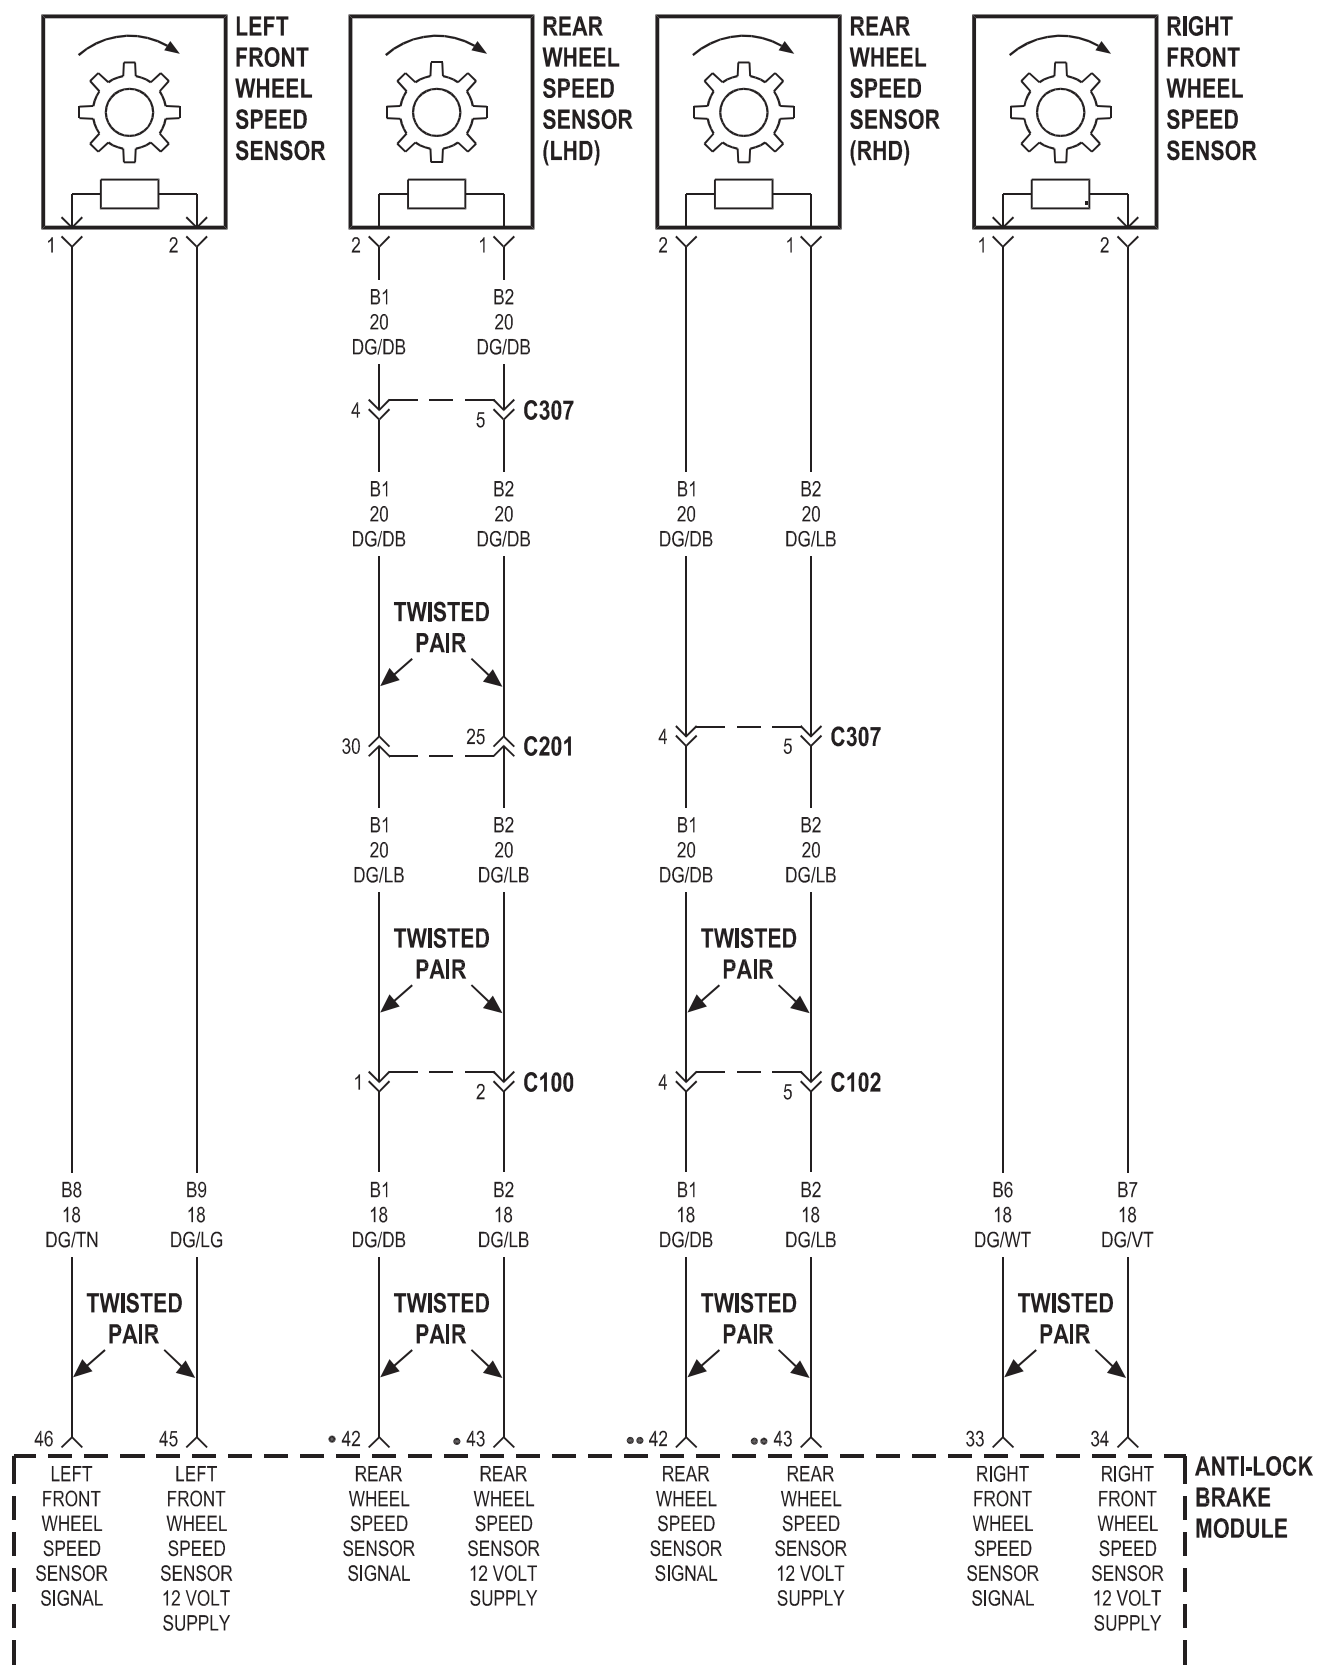 LEFT
FRONT
WHEEL
SPEED
SENSOR
REAR
WHEEL
SPEED
SENSOR
(LHD)
REAR
WHEEL
SPEED
SENSOR
(RHD)
RIGHT
FRONT
WHEEL
SPEED
SENSOR
1
2
2
1
2
1
1
2
B1
20
DG/DB
B2
20
DG/DB
4
5
C307
B1
20
DG/DB
B2
20
DG/DB
B1
20
DG/DB
B2
20
DG/LB
TWISTED
PAIR
30
25
C201
4
5
C307
B1
20
DG/LB
B2
20
DG/LB
B1
20
DG/DB
B2
20
DG/LB
TWISTED
PAIR
TWISTED
PAIR
1
2
C100
4
5
C102
B8
18
DG/TN
B9
18
DG/LG
B1
18
DG/DB
B2
18
DG/LB
B1
18
DG/DB
B2
18
DG/LB
B6
18
DG/WT
B7
18
DG/VT
TWISTED
PAIR
TWISTED
PAIR
TWISTED
PAIR
TWISTED
PAIR
46
45
• 42
• 43
•• 42
•• 43
33
34
LEFT
FRONT
WHEEL
SPEED
SENSOR
SIGNAL
LEFT
FRONT
WHEEL
SPEED
SENSOR
12 VOLT
SUPPLY
REAR
WHEEL
SPEED
SENSOR
SIGNAL
REAR
WHEEL
SPEED
SENSOR
12 VOLT
SUPPLY
REAR
WHEEL
SPEED
SENSOR
SIGNAL
REAR
WHEEL
SPEED
SENSOR
12 VOLT
SUPPLY
RIGHT
FRONT
WHEEL
SPEED
SENSOR
SIGNAL
RIGHT
FRONT
WHEEL
SPEED
SENSOR
12 VOLT
SUPPLY
ANTI-LOCK
BRAKE
MODULE